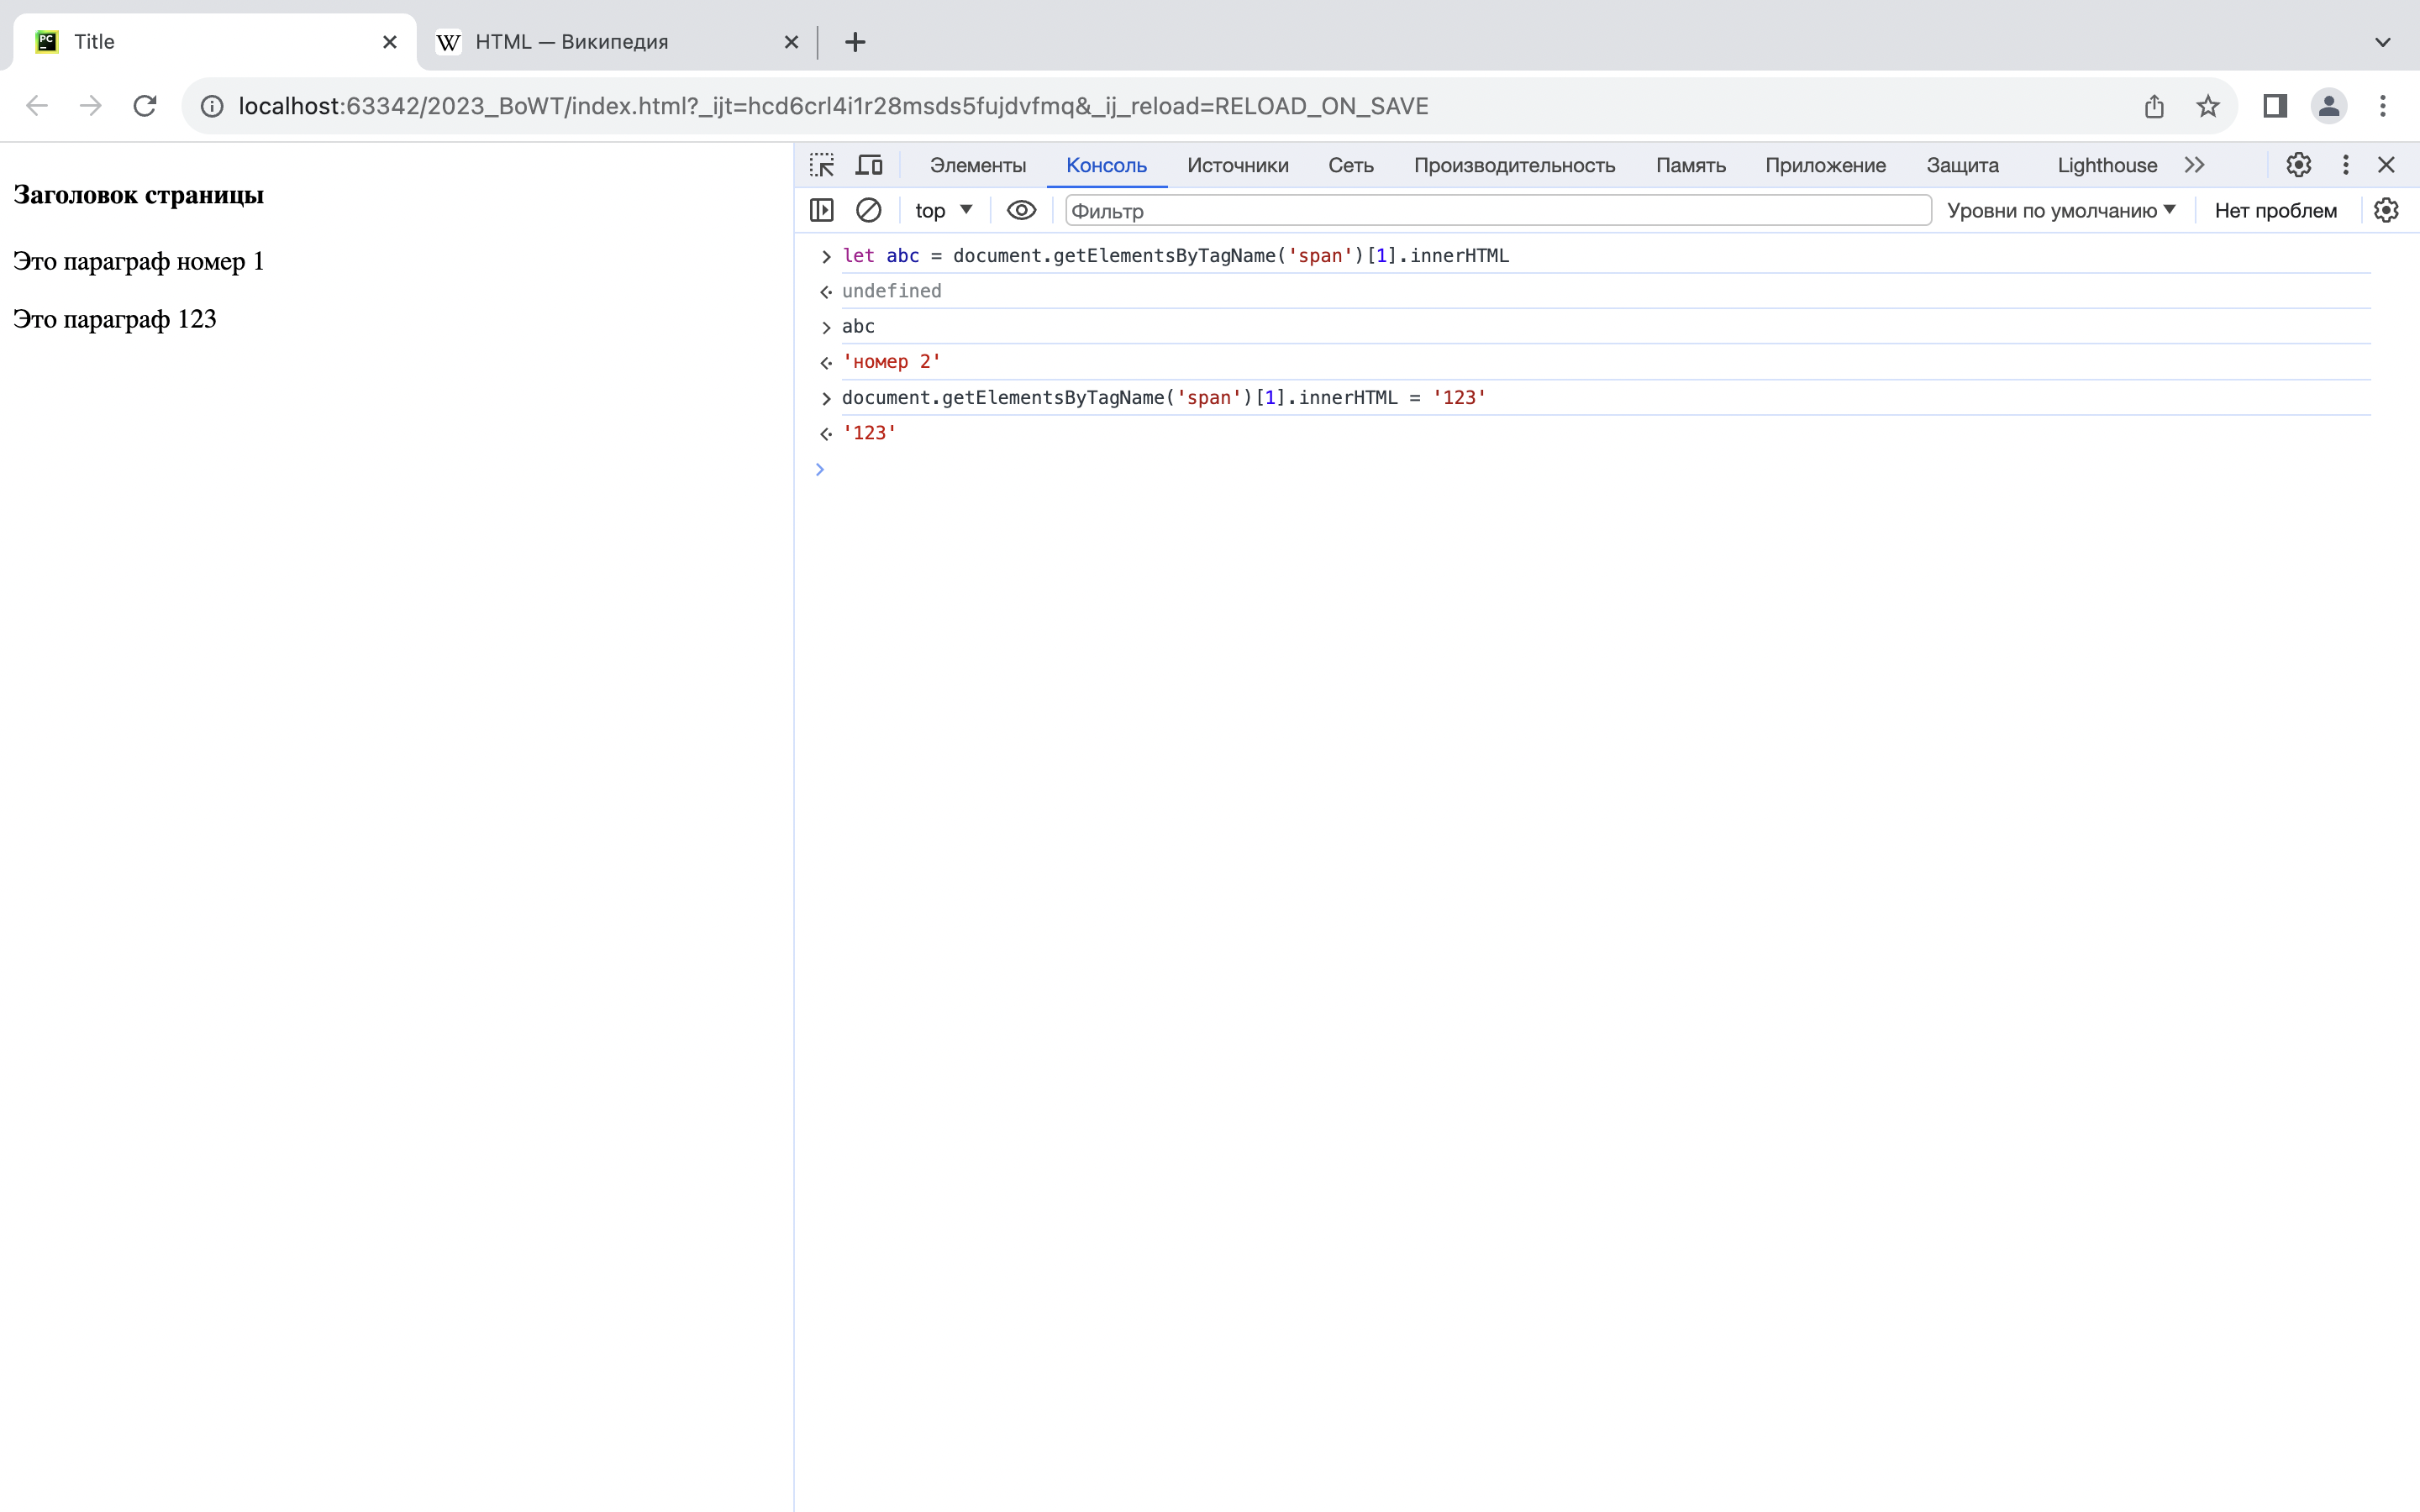 Title
HTML — Википедия
localhost:63342/2023_BoWT/index.html?_ijt=hcd6crl4i1r28msds5fujdvfmq&_ij_reload=RELOAD_ON_SAVE
Заголовок страницы
Это параграф номер 1
Это параграф 123
Элементы Консоль Источники Сеть Производительность Память Приложение Защита Lighthouse
top Фильтр Уровни по умолчанию Нет проблем
let abc = document.getElementsByTagName('span')[1].innerHTML
undefined
abc
'номер 2'
document.getElementsByTagName('span')[1].innerHTML = '123'
'123'